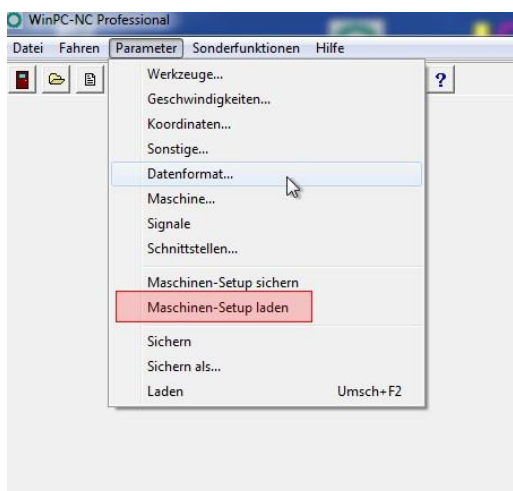 WinPC-NC Professional
Datei Fahren Parameter Sonderfunktionen Hilfe
?
Werkzeuge...
Geschwindigkeiten...
Koordinaten...
Sonstige...
Datenformat...
Maschine...
Signale
Schnittstellen...
Maschinen-Setup sichern
Maschinen-Setup laden
Sichern
Sichern als...
Laden Umsch+F2